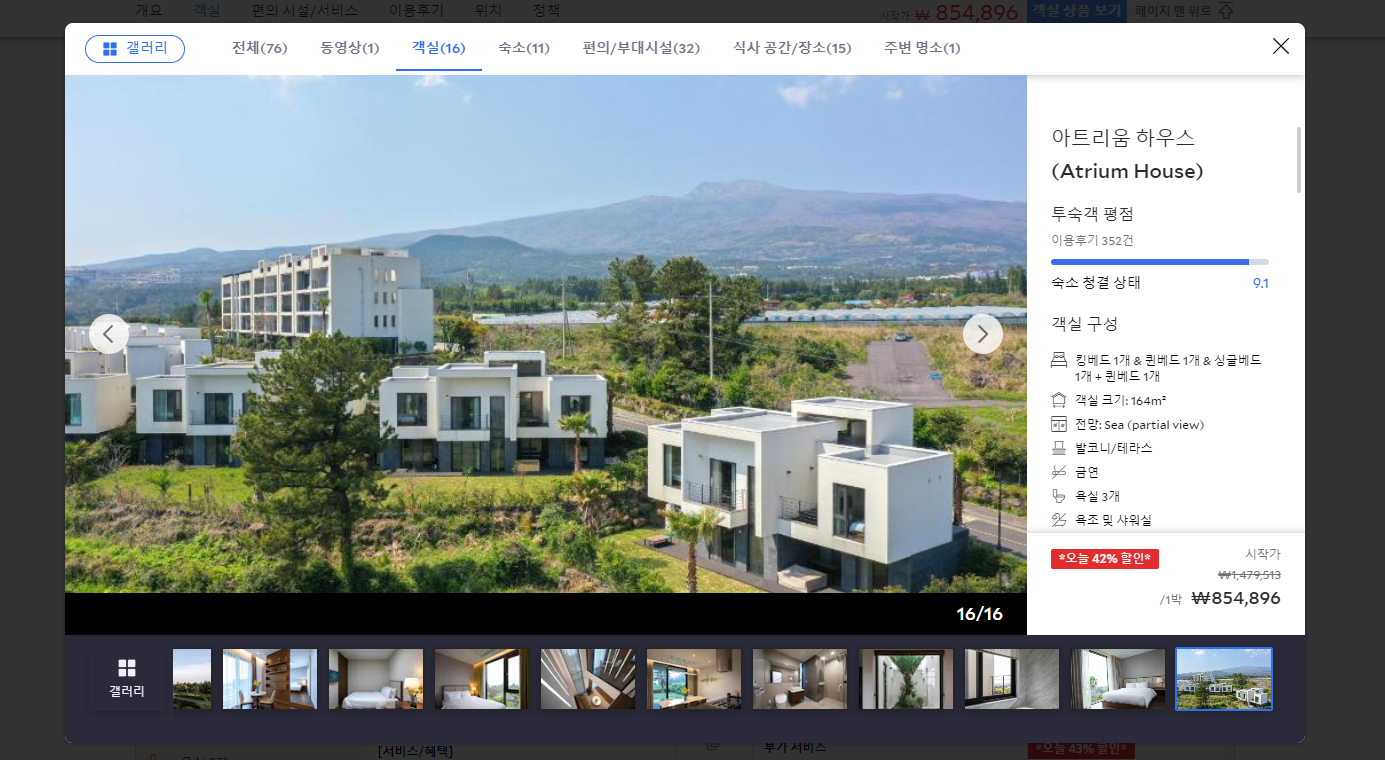 개요 객실 편의 시설/서비스 이용후기 위치 정책
시작가 ₩ 854,896 객실 상품 보기 페이지 맨 위로
갤러리 전체(76) 동영상(1) 객실(16) 숙소(11) 편의/부대시설(32) 식사 공간/장소(15) 주변 명소(1)
아트리움 하우스
(Atrium House)
투숙객 평점
이용후기 352건
숙소 청결 상태 9.1
객실 구성
킹베드 1개 & 퀸베드 1개 & 싱글베드
1개 + 퀸베드 1개
객실 크기: 164m²
전망: Sea (partial view)
발코니/테라스
금연
욕실 3개
욕조 및 샤워실
*오늘 42% 할인*
시작가
₩1,479,513
/1박 ₩854,896
16/16
갤러리
[서비스/혜택]
부가 서비스
*오늘 43% 할인*